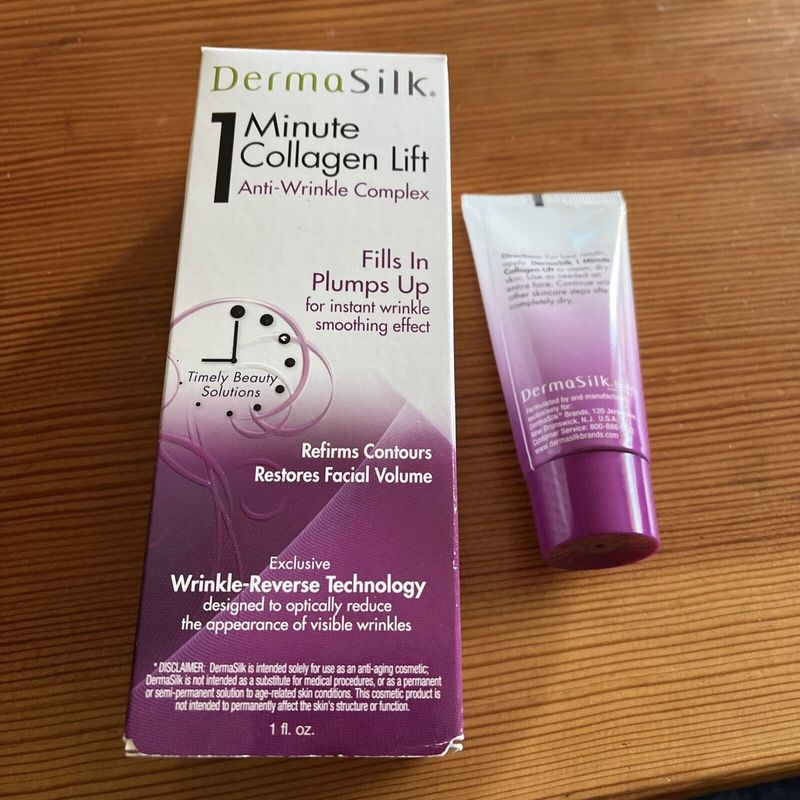 DermaSilk®
1 Minute
Collagen Lift
Anti-Wrinkle Complex
Fills In
Plumps Up
for instant wrinkle
smoothing effect
Timely Beauty
Solutions
Refirms Contours
Restores Facial Volume
Exclusive
Wrinkle-Reverse Technology
designed to optically reduce
the appearance of visible wrinkles
* DISCLAIMER: DermaSilk is intended solely for use as an anti-aging cosmetic;
DermaSilk is not intended as a substitute for medical procedures, or as a permanent
or semi-permanent solution to age-related skin conditions. This cosmetic product is
not intended to permanently affect the skin's structure or function.
1 fl. oz.
Directions: For best results,
apply DermaSilk 1 Minute
Collagen Lift to clean, dry
skin. Use as needed on
entire face. Continue with
other skincare steps after
completely dry.
DermaSilk
Formulated by and manufactured
exclusively for:
DermaSilk® Brands, 120 Jersey
New Brunswick, N.J. U.S.A.
Customer Service: 800-886
www.dermasilkbrands.com